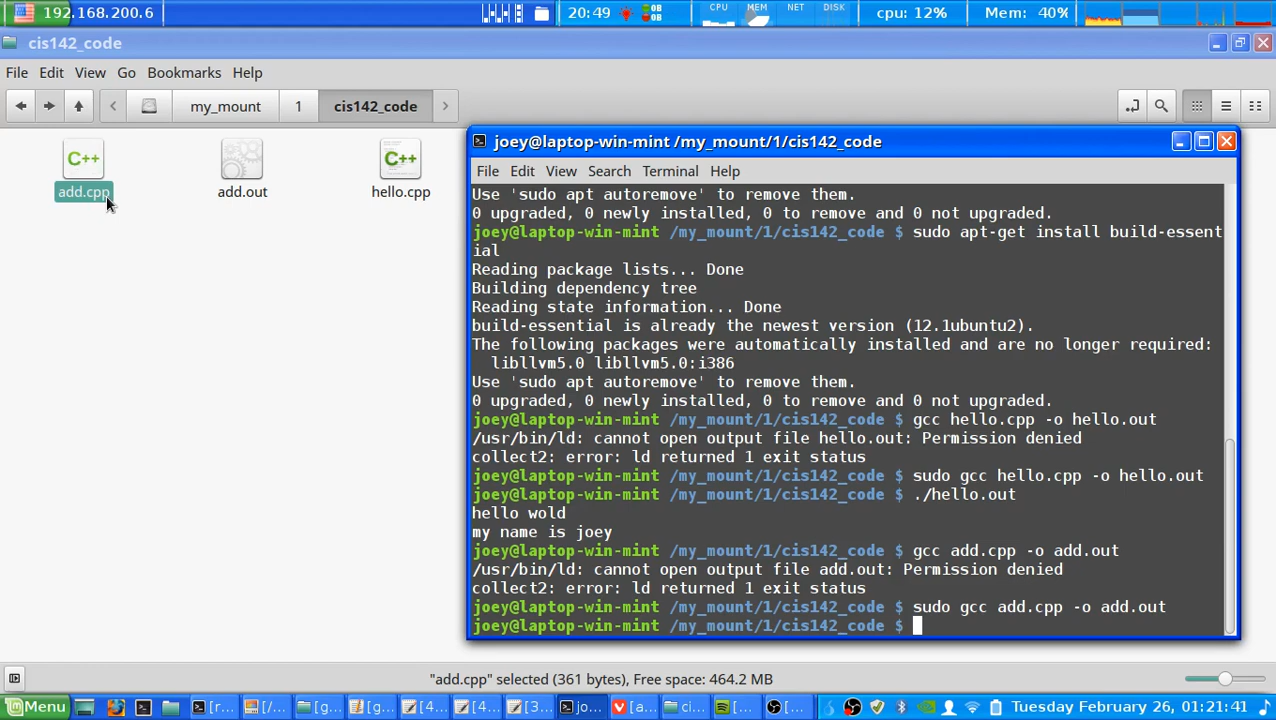 192.168.200.6
20:49
0B
0B
CPU
MEM
NET
DISK
cpu: 12%
Mem: 40%
cis142_code
File Edit View Go Bookmarks Help
my_mount
1
cis142_code
C++
add.cpp
add.out
C++
hello.cpp
joey@laptop-win-mint /my_mount/1/cis142_code
File Edit View Search Terminal Help
Use 'sudo apt autoremove' to remove them.
0 upgraded, 0 newly installed, 0 to remove and 0 not upgraded.
joey@laptop-win-mint /my_mount/1/cis142_code $ sudo apt-get install build-essent
ial
Reading package lists... Done
Building dependency tree
Reading state information... Done
build-essential is already the newest version (12.1ubuntu2).
The following packages were automatically installed and are no longer required:
libllvm5.0 libllvm5.0:i386
Use 'sudo apt autoremove' to remove them.
0 upgraded, 0 newly installed, 0 to remove and 0 not upgraded.
joey@laptop-win-mint /my_mount/1/cis142_code $ gcc hello.cpp -o hello.out
/usr/bin/ld: cannot open output file hello.out: Permission denied
collect2: error: ld returned 1 exit status
joey@laptop-win-mint /my_mount/1/cis142_code $ sudo gcc hello.cpp -o hello.out
joey@laptop-win-mint /my_mount/1/cis142_code $ ./hello.out
hello wold
my name is joey
joey@laptop-win-mint /my_mount/1/cis142_code $ gcc add.cpp -o add.out
/usr/bin/ld: cannot open output file add.out: Permission denied
collect2: error: ld returned 1 exit status
joey@laptop-win-mint /my_mount/1/cis142_code $ sudo gcc add.cpp -o add.out
joey@laptop-win-mint /my_mount/1/cis142_code $
"add.cpp" selected (361 bytes), Free space: 464.2 MB
Menu
[r...
[/...
[g...
[g...
[4...
[4...
[3...
jo...
[a...
ci...
[...
[...
Tuesday February 26, 01:21:41